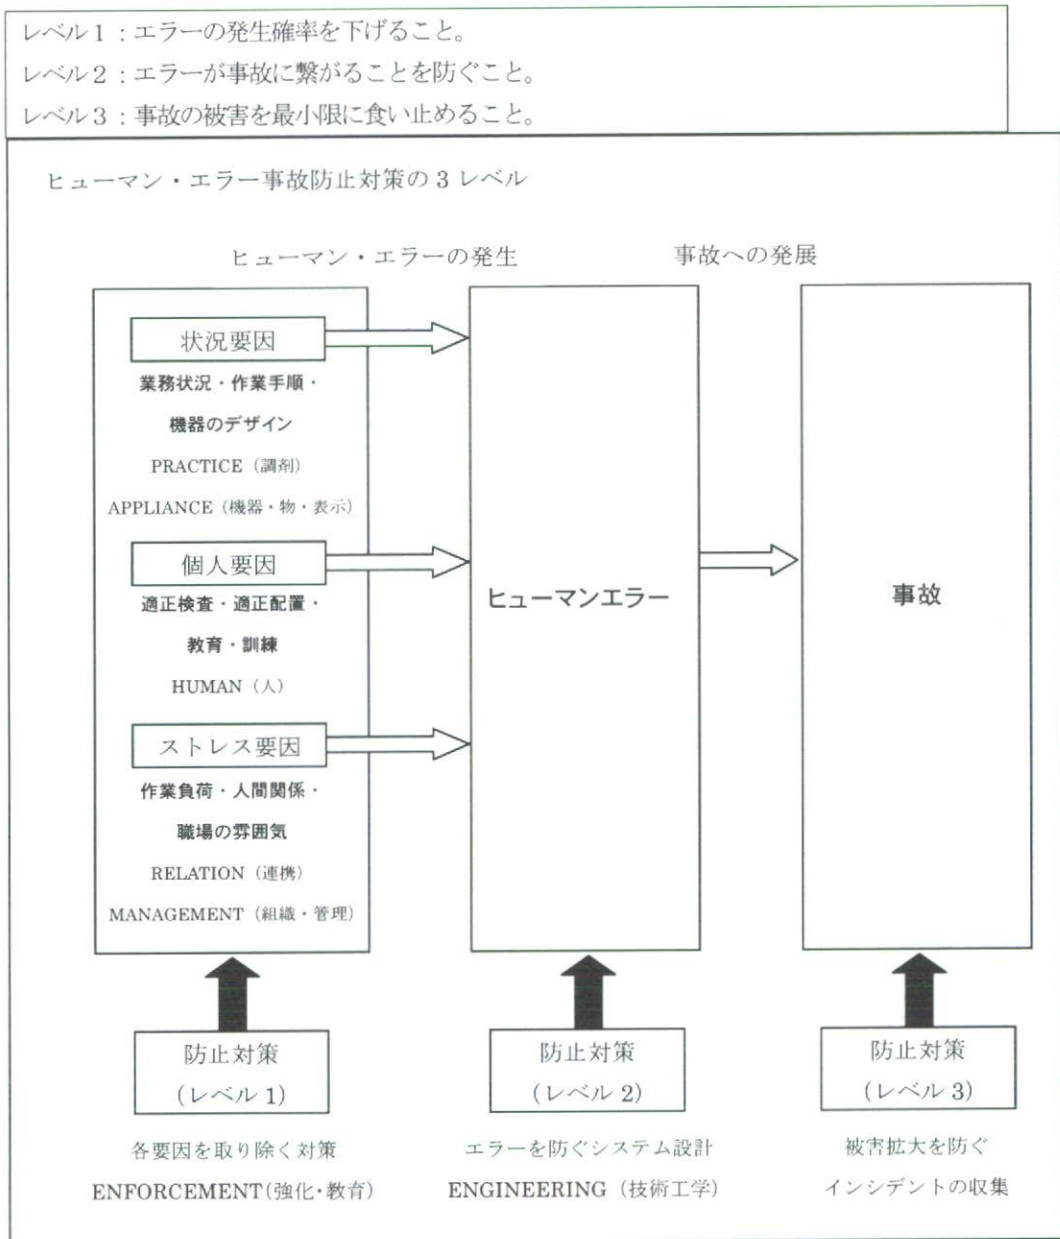 レベル1：エラーの発生確率を下げること。
レベル2：エラーが事故に繋がることを防ぐこと。
レベル3：事故の被害を最小限に食い止めること。
ヒューマン・エラー事故防止対策の3レベル
ヒューマン・エラーの発生
事故への発展
状況要因
業務状況・作業手順・
機器のデザイン
PRACTICE（調剤）
APPLIANCE（機器・物・表示）
個人要因
適正検査・適正配置・
教育・訓練
HUMAN（人）
ストレス要因
作業負荷・人間関係・
職場の雰囲気
RELATION（連携）
MANAGEMENT（組織・管理）
ヒューマンエラー
事故
防止対策
（レベル1）
各要因を取り除く対策
ENFORCEMENT（強化・教育）
防止対策
（レベル2）
エラーを防ぐシステム設計
ENGINEERING（技術工学）
防止対策
（レベル3）
被害拡大を防ぐ
インシデントの収集